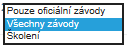 Pouze oficiální závody
Všechny závody
Školení